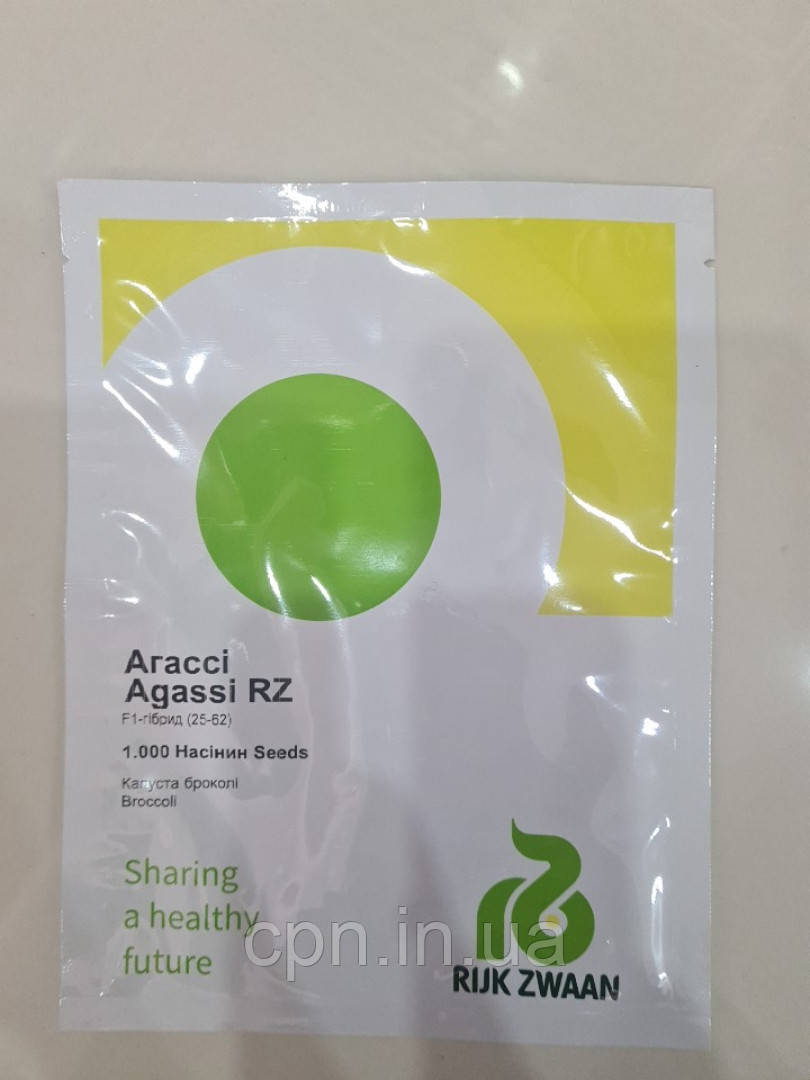 Агассі
Agassi RZ
F1-гібрид (25-62)
1.000 Насінин Seeds
Капуста броколі
Broccoli
Sharing
a healthy
future
cpn.in.ua
RIJK ZWAAN